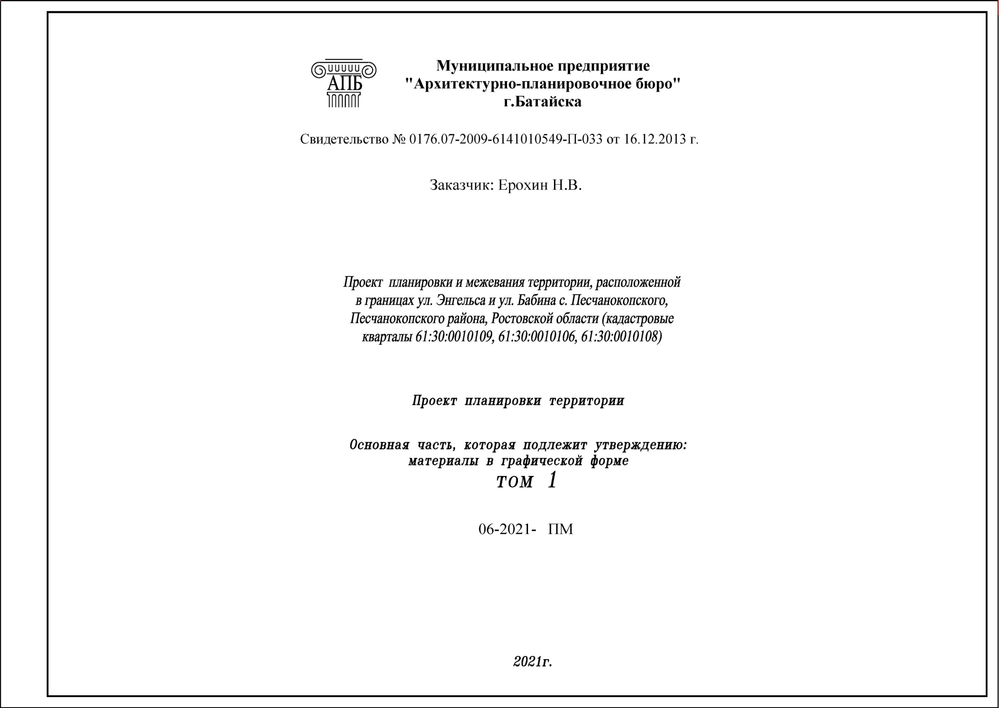 АПБ
Муниципальное предприятие
"Архитектурно-планировочное бюро"
г.Батайска
Свидетельство № 0176.07-2009-6141010549-П-033 от 16.12.2013 г.
Заказчик: Ерохин Н.В.
Проект планировки и межевания территории, расположенной
в границах ул. Энгельса и ул. Бабина с. Песчанокопского,
Песчанокопского района, Ростовской области (кадастровые
кварталы 61:30:0010109, 61:30:0010106, 61:30:0010108)
Проект планировки территории
Основная часть, которая подлежит утверждению:
материалы в графической форме
ТОМ 1
06-2021- ПМ
2021г.